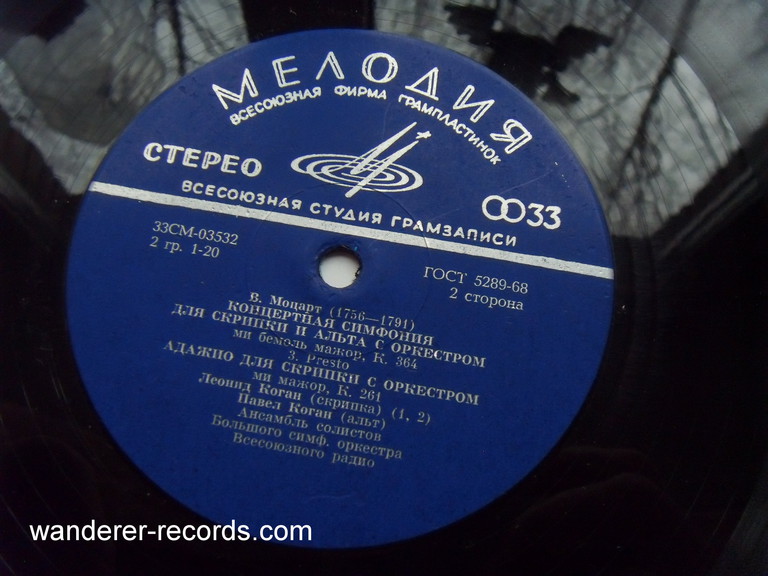 МЕЛОДИЯ
ВСЕСОЮЗНАЯ ФИРМА ГРАМПЛАСТИНОК
СТЕРЕО
33
ВСЕСОЮЗНАЯ СТУДИЯ ГРАМЗАПИСИ
33СМ-03532
2 гр. 1-20
ГОСТ 5289-68
2 сторона
В. Моцарт (1756—1791)
КОНЦЕРТНАЯ СИМФОНИЯ
ДЛЯ СКРИПКИ И АЛЬТА С ОРКЕСТРОМ
ми бемоль мажор, К. 364
3. Presto
АДАЖИО ДЛЯ СКРИПКИ С ОРКЕСТРОМ
ми мажор, К. 261
Леонид Коган (скрипка) (1, 2)
Павел Коган (альт)
Ансамбль солистов
Большого симф. оркестра
Всесоюзного радио
wanderer-records.com